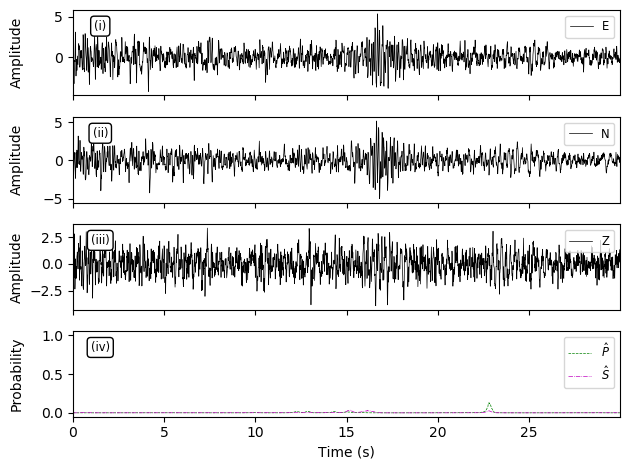 (i)
E
5
0
Amplitude
(ii)
N
5
0
−5
Amplitude
(iii)
Z
2.5
0.0
−2.5
Amplitude
(iv)
P̂
Ŝ
1.0
0.5
0.0
Probability
0 5 10 15 20 25
Time (s)